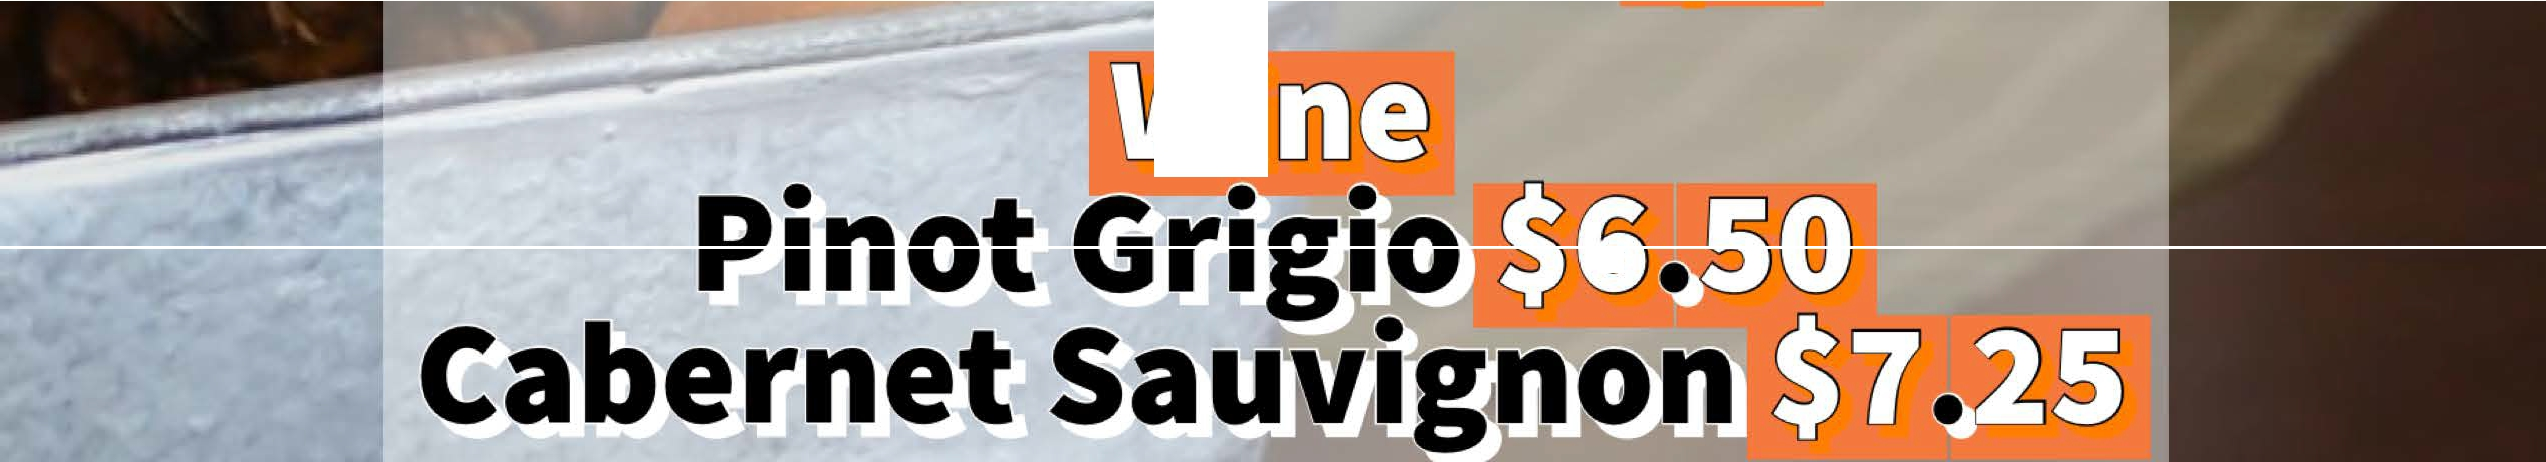 Pinot Grigio $6.50
Cabernet Sauvignon $7.25